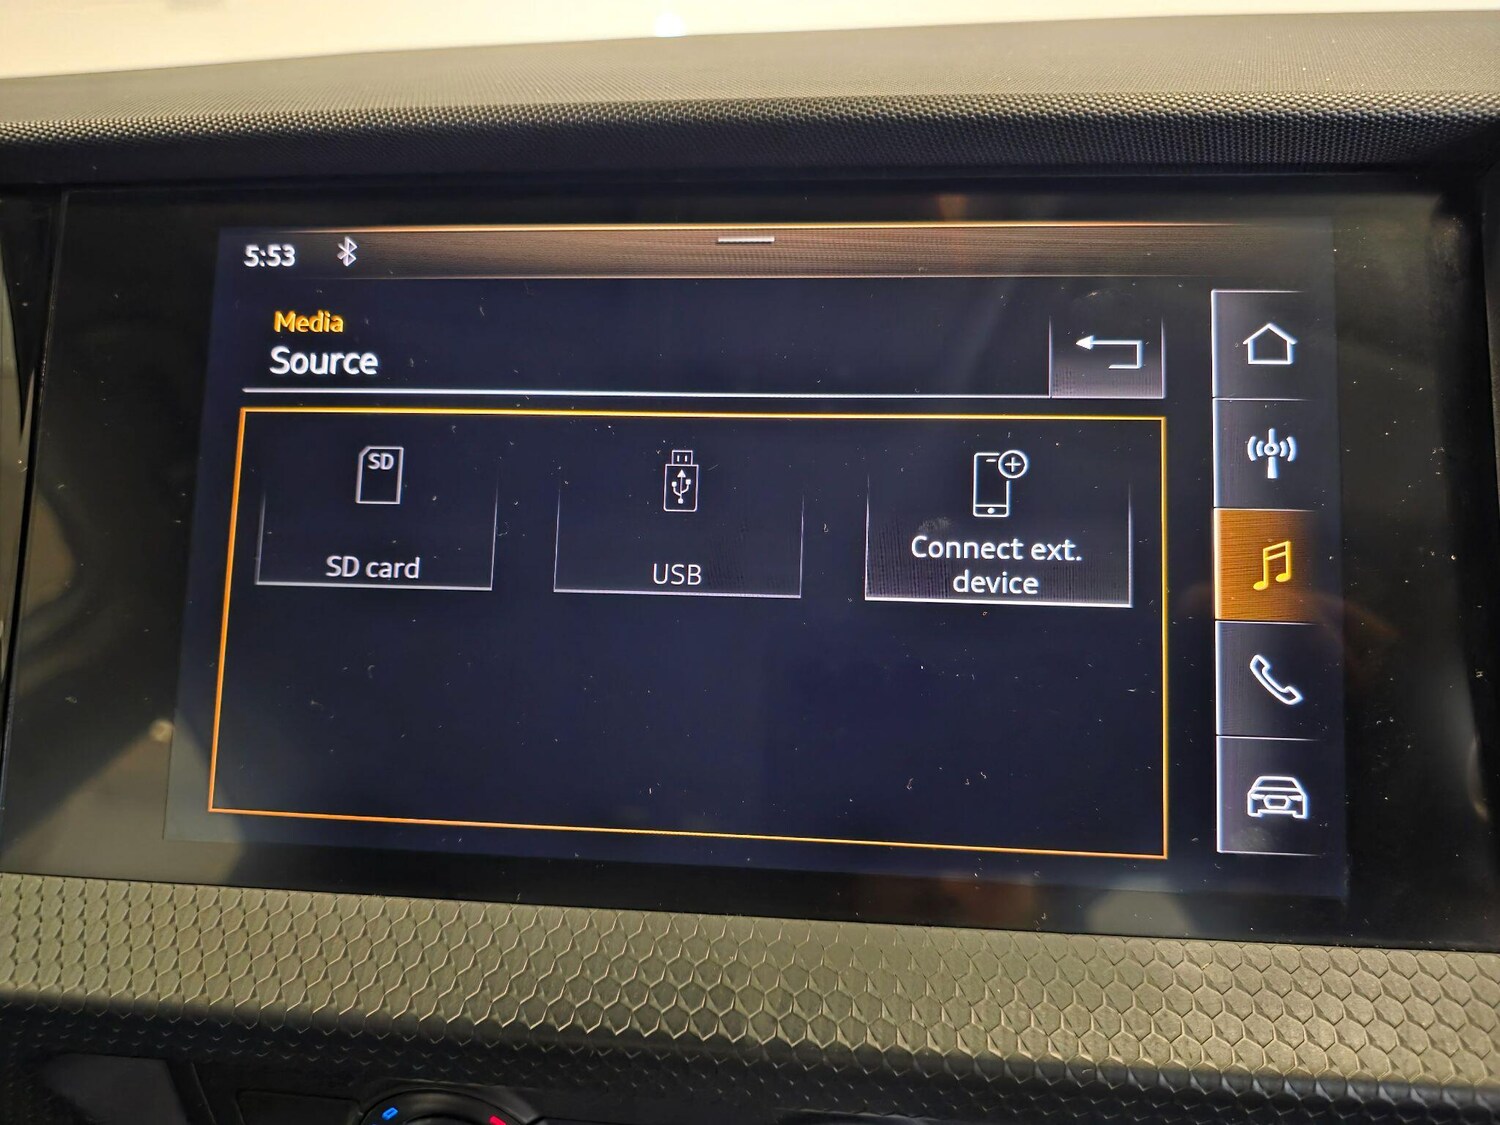 5:53
Media
Source
SD
SD card
USB
Connect ext.
device